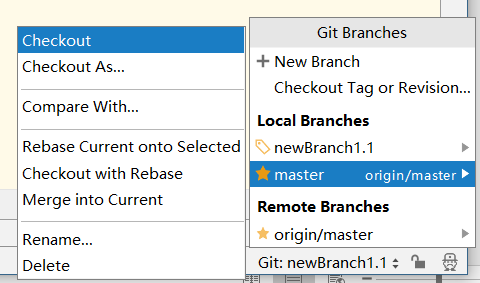 Checkout
Checkout As...
Compare With...
Rebase Current onto Selected
Checkout with Rebase
Merge into Current
Rename...
Delete
Git Branches
New Branch
Checkout Tag or Revision...
Local Branches
newBranch1.1
master origin/master
Remote Branches
origin/master
Git: newBranch1.1